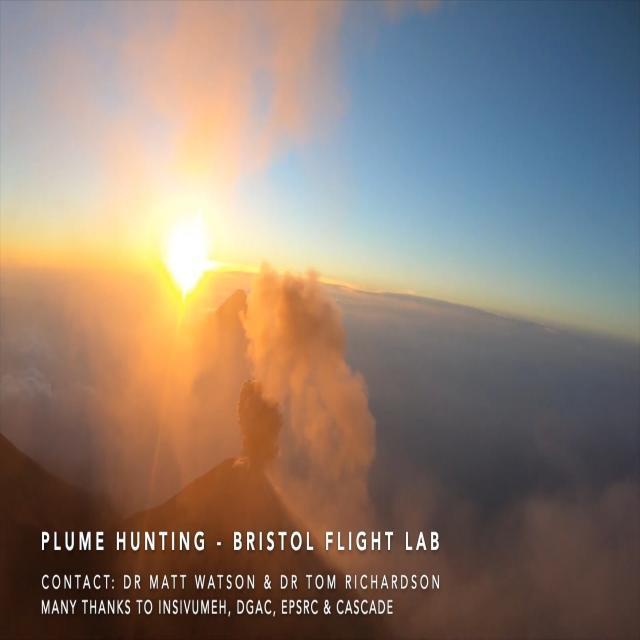 PLUME HUNTING - BRISTOL FLIGHT LAB
CONTACT: DR MATT WATSON & DR TOM RICHARDSON
MANY THANKS TO INSIVUMEH, DGAC, EPSRC & CASCADE